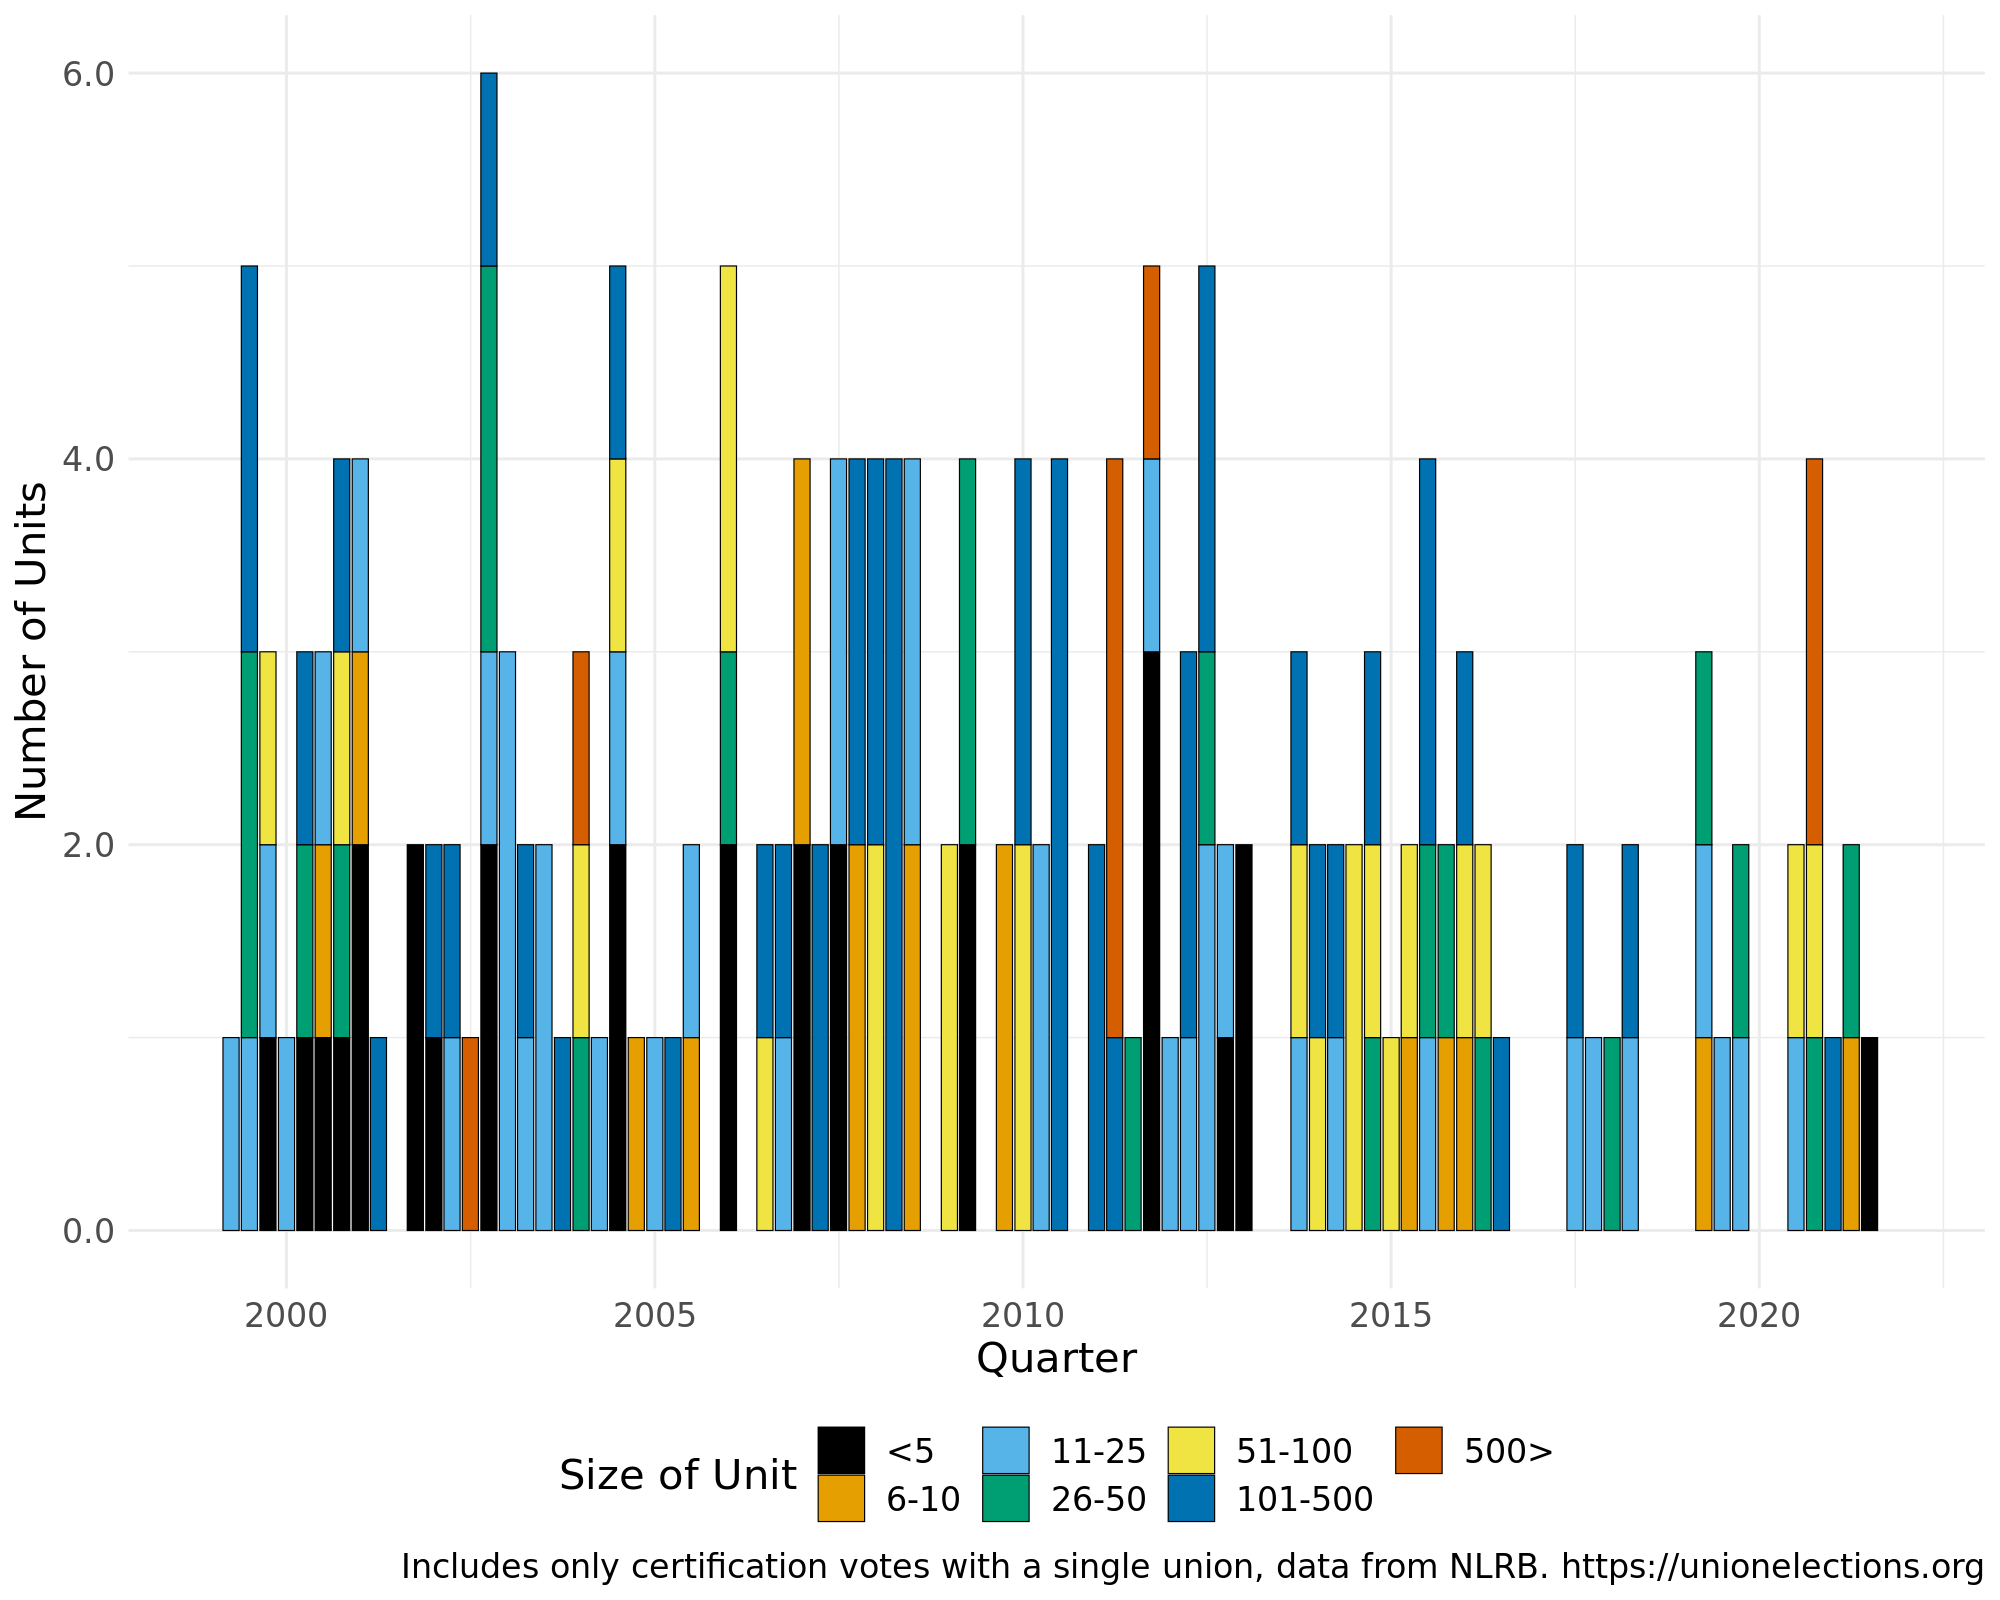 6.0
4.0
2.0
0.0
Number of Units
2000 2005 2010 2015 2020
Quarter
Size of Unit
<5 11-25 51-100 500>
6-10 26-50 101-500
Includes only certification votes with a single union, data from NLRB. https://unionelections.org